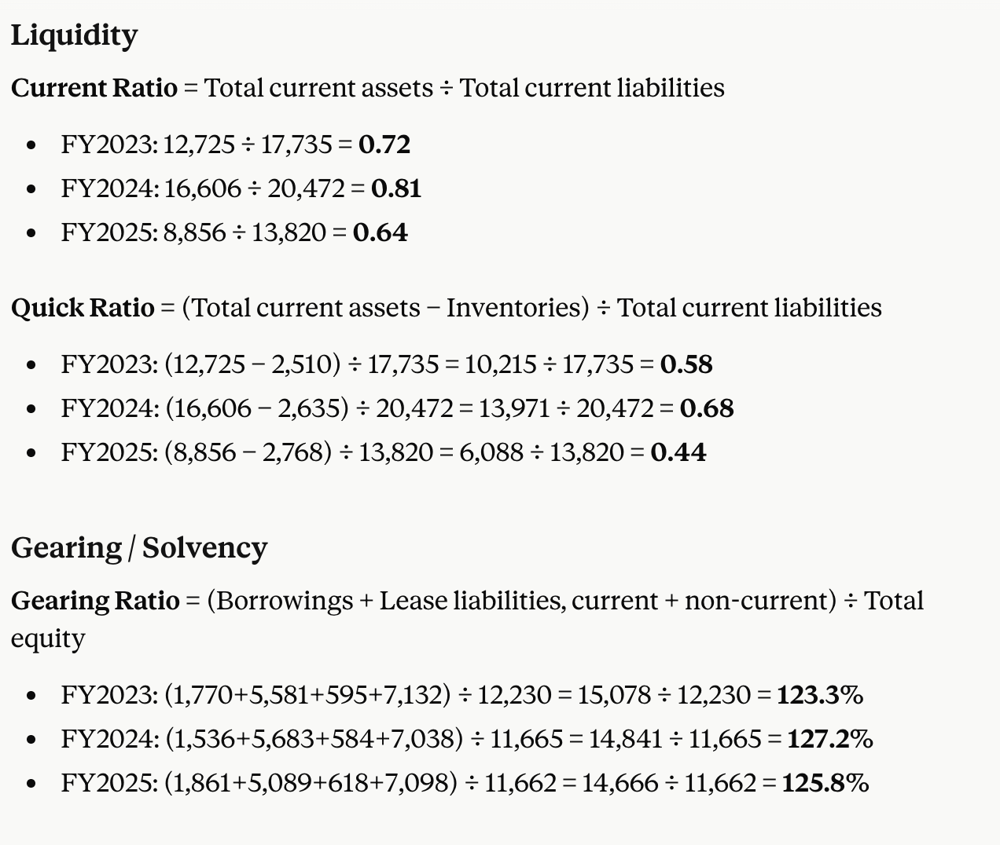 Liquidity
Current Ratio = Total current assets ÷ Total current liabilities
• FY2023: 12,725 ÷ 17,735 = 0.72
• FY2024: 16,606 ÷ 20,472 = 0.81
• FY2025: 8,856 ÷ 13,820 = 0.64
Quick Ratio = (Total current assets − Inventories) ÷ Total current liabilities
• FY2023: (12,725 − 2,510) ÷ 17,735 = 10,215 ÷ 17,735 = 0.58
• FY2024: (16,606 − 2,635) ÷ 20,472 = 13,971 ÷ 20,472 = 0.68
• FY2025: (8,856 − 2,768) ÷ 13,820 = 6,088 ÷ 13,820 = 0.44
Gearing / Solvency
Gearing Ratio = (Borrowings + Lease liabilities, current + non-current) ÷ Total
equity
• FY2023: (1,770+5,581+595+7,132) ÷ 12,230 = 15,078 ÷ 12,230 = 123.3%
• FY2024: (1,536+5,683+584+7,038) ÷ 11,665 = 14,841 ÷ 11,665 = 127.2%
• FY2025: (1,861+5,089+618+7,098) ÷ 11,662 = 14,666 ÷ 11,662 = 125.8%